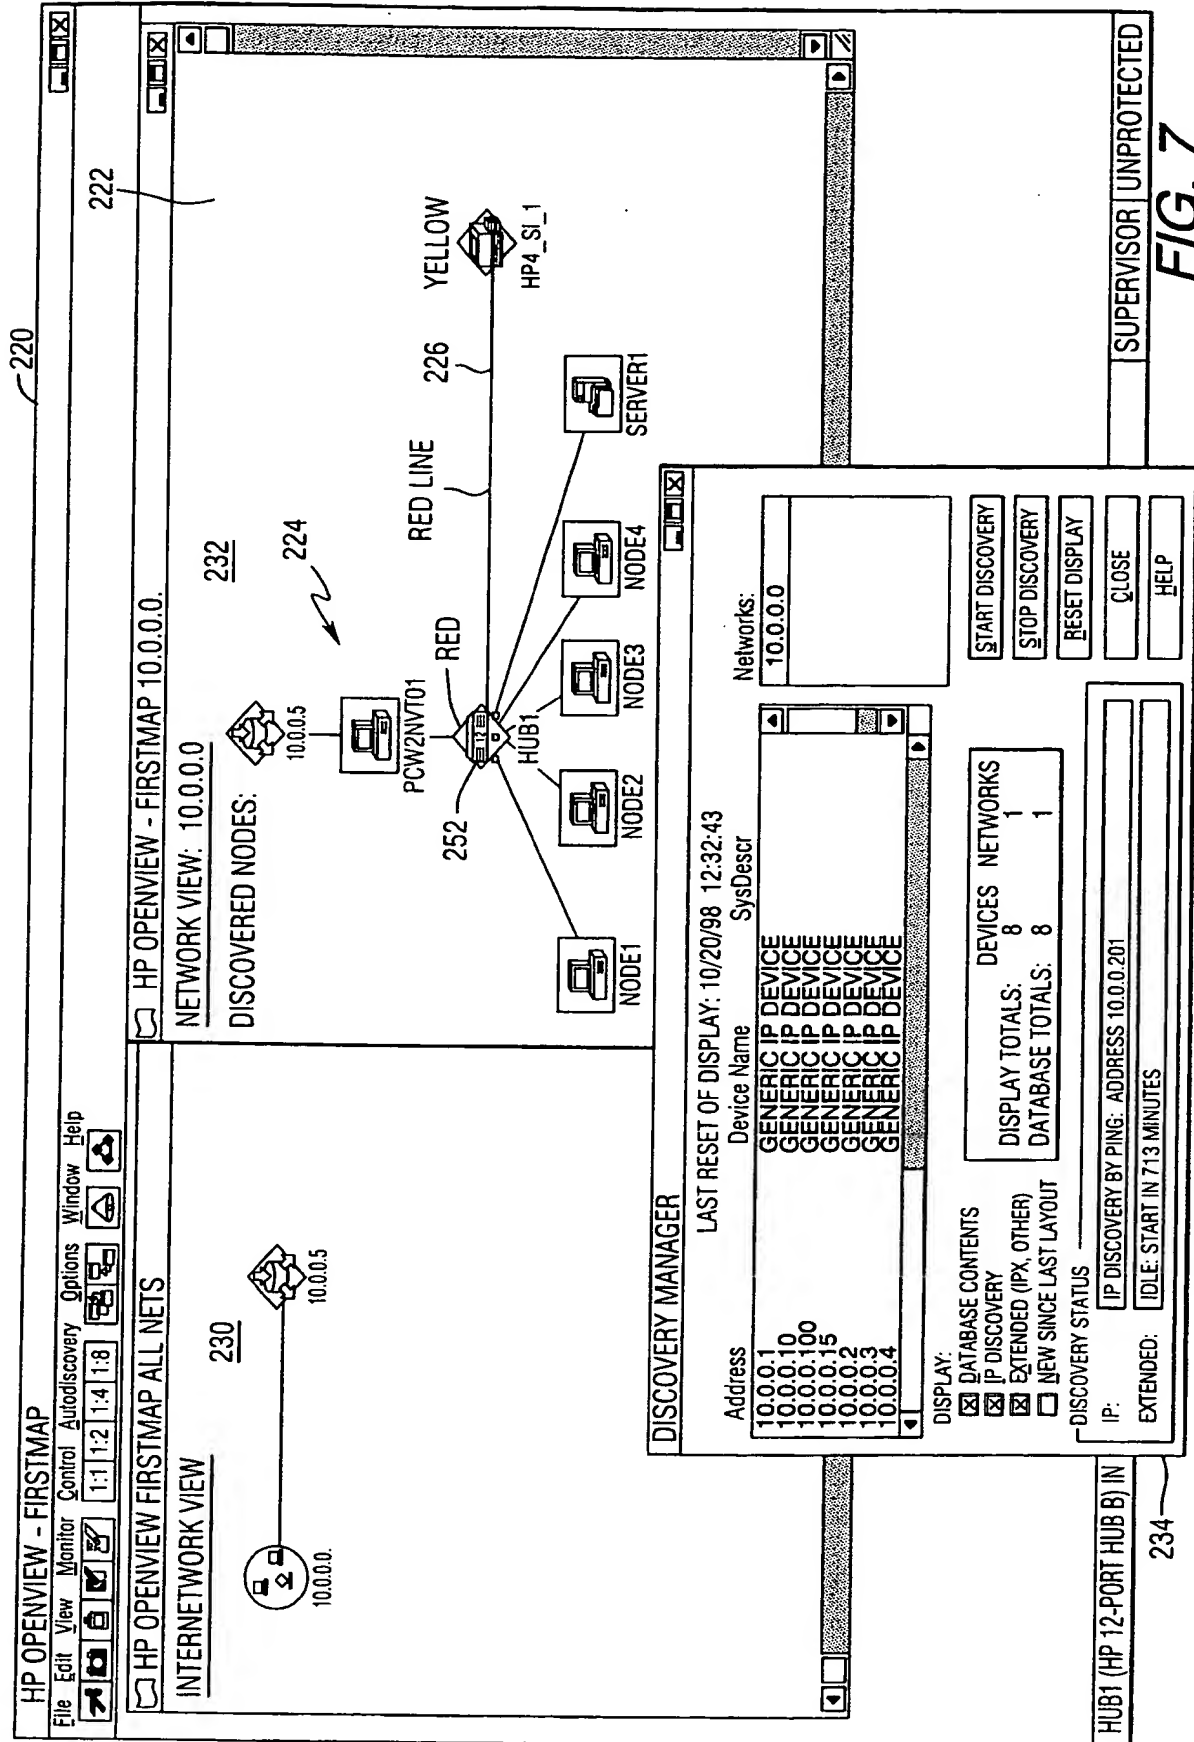 220
HP OPENVIEW - FIRSTMAP
File Edit View Monitor Control Autodiscovery Options Window Help
1:1 1:2 1:4 1:8
HP OPENVIEW FIRSTMAP ALL NETS
INTERNETWORK VIEW
230
10.0.0.0.
10.0.0.5
222
HP OPENVIEW - FIRSTMAP 10.0.0.0.
NETWORK VIEW: 10.0.0.0
232
DISCOVERED NODES:
224
10.0.0.5
PCW2NVT01
RED
252
12
HUB1
RED LINE
226
YELLOW
HP4_SI_1
NODE1
NODE2
NODE3
NODE4
SERVER1
DISCOVERY MANAGER
LAST RESET OF DISPLAY: 10/20/98 12:32:43
Address Device Name SysDescr
10.0.0.1 GENERIC IP DEVICE
10.0.0.10 GENERIC IP DEVICE
10.0.0.100 GENERIC IP DEVICE
10.0.0.15 GENERIC IP DEVICE
10.0.0.2 GENERIC IP DEVICE
10.0.0.3 GENERIC IP DEVICE
10.0.0.4 GENERIC IP DEVICE
Networks:
10.0.0.0
DISPLAY:
DATABASE CONTENTS
IP DISCOVERY
EXTENDED (IPX, OTHER)
NEW SINCE LAST LAYOUT
DEVICES NETWORKS
DISPLAY TOTALS: 8 1
DATABASE TOTALS: 8 1
START DISCOVERY
STOP DISCOVERY
RESET DISPLAY
CLOSE
HELP
DISCOVERY STATUS
IP: IP DISCOVERY BY PING: ADDRESS 10.0.0.201
EXTENDED: IDLE: START IN 713 MINUTES
234
HUB1 (HP 12-PORT HUB B) IN
SUPERVISOR UNPROTECTED
FIG. 7